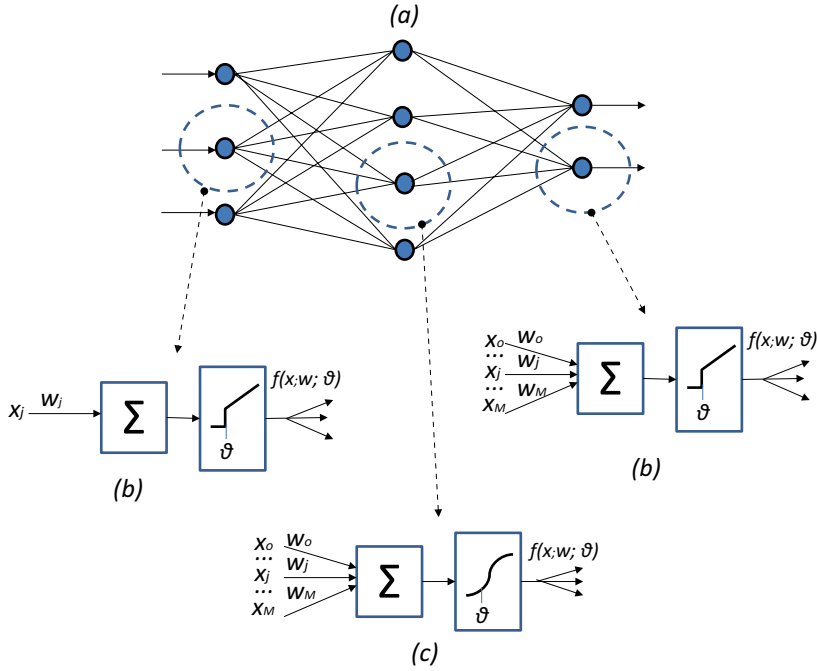 (a)
xj wj
Σ
ϑ
f(x;w; ϑ)
(b)
xo wo
...
xj wj
...
xM wM
Σ
ϑ
f(x;w; ϑ)
(b)
xo wo
...
xj wj
...
xM wM
Σ
ϑ
f(x;w; ϑ)
(c)